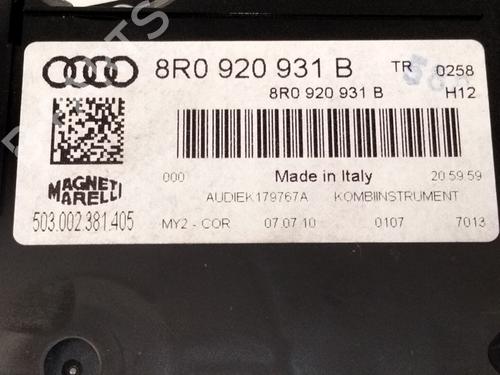 8R0 920 931 B TR 0258
8R0 920 931 B H12
000 Made in Italy 20 59 59
MAGNETI
MARELLI
AUDIEK179767A KOMBIINSTRUMENT
503.002.381.405
MY2 - COR 07.07.10 0107 7013